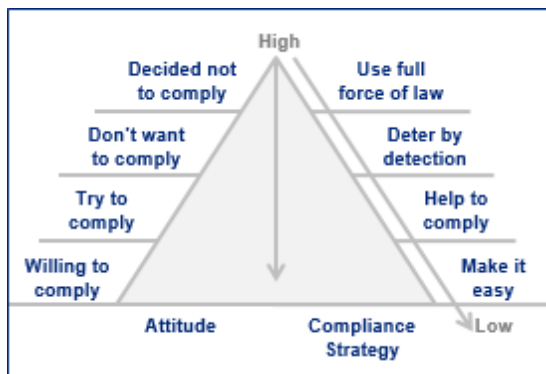 High
Decided not
to comply
Use full
force of law
Don't want
to comply
Deter by
detection
Try to
comply
Help to
comply
Willing to
comply
Make it
easy
Attitude
Compliance
Strategy
Low